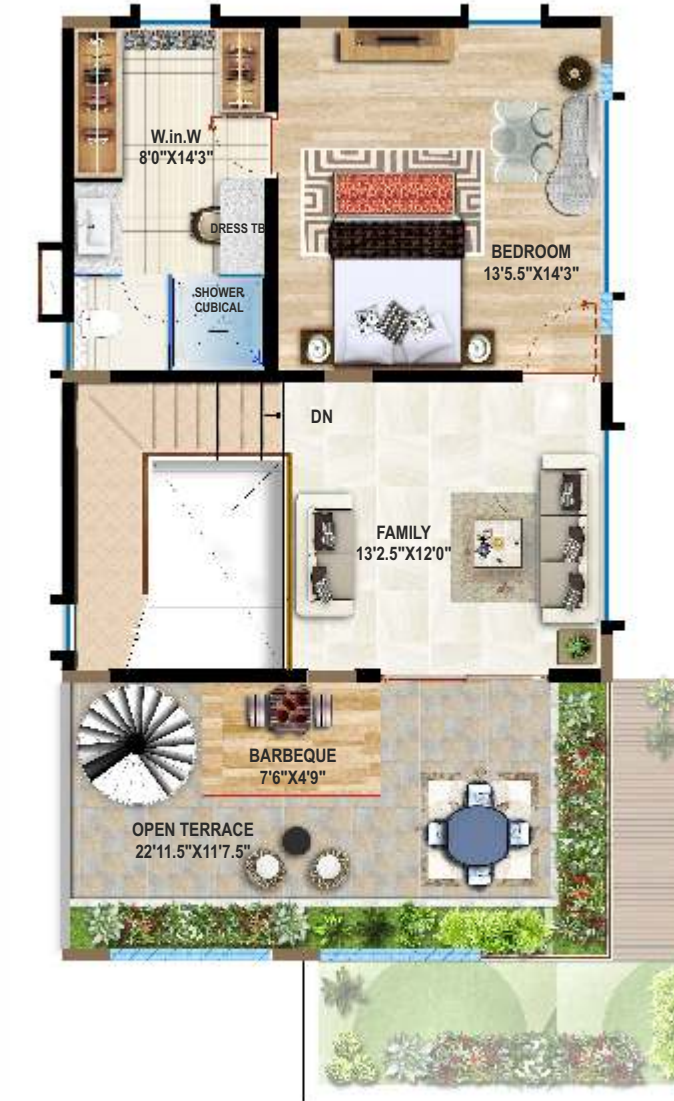 W.in.W
8'0"X14'3"
DRESS TB
BEDROOM
13'5.5"X14'3"
SHOWER
CUBICAL
DN
FAMILY
13'2.5"X12'0"
BARBEQUE
7'6"X4'9"
OPEN TERRACE
22'11.5"X11'7.5"